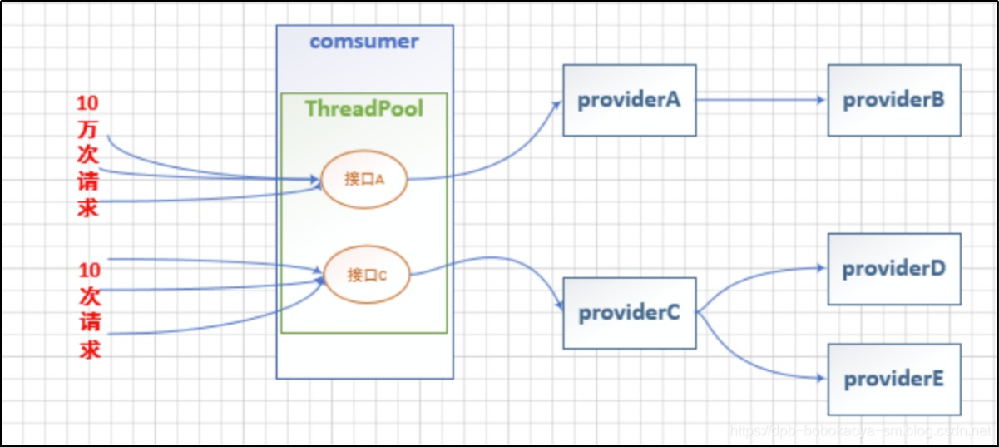 comsumer
ThreadPool
10
万
次
请
求
接口A
10
次
请
求
接口C
providerA
providerB
providerC
providerD
providerE
https://dpb-bobokaoya-sm.blog.csdn.net